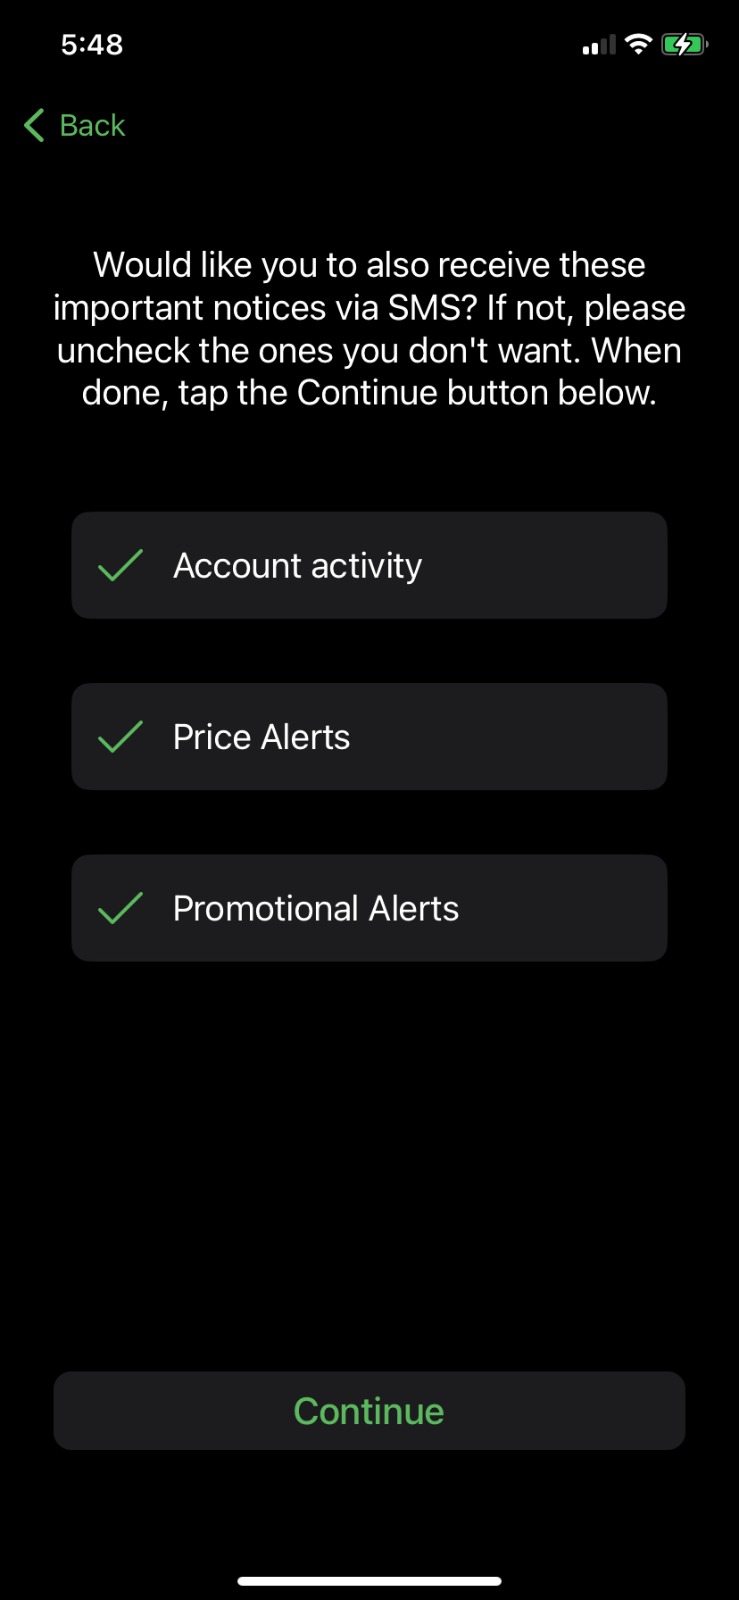 5:48
Back
Would like you to also receive these
important notices via SMS? If not, please
uncheck the ones you don't want. When
done, tap the Continue button below.
Account activity
Price Alerts
Promotional Alerts
Continue